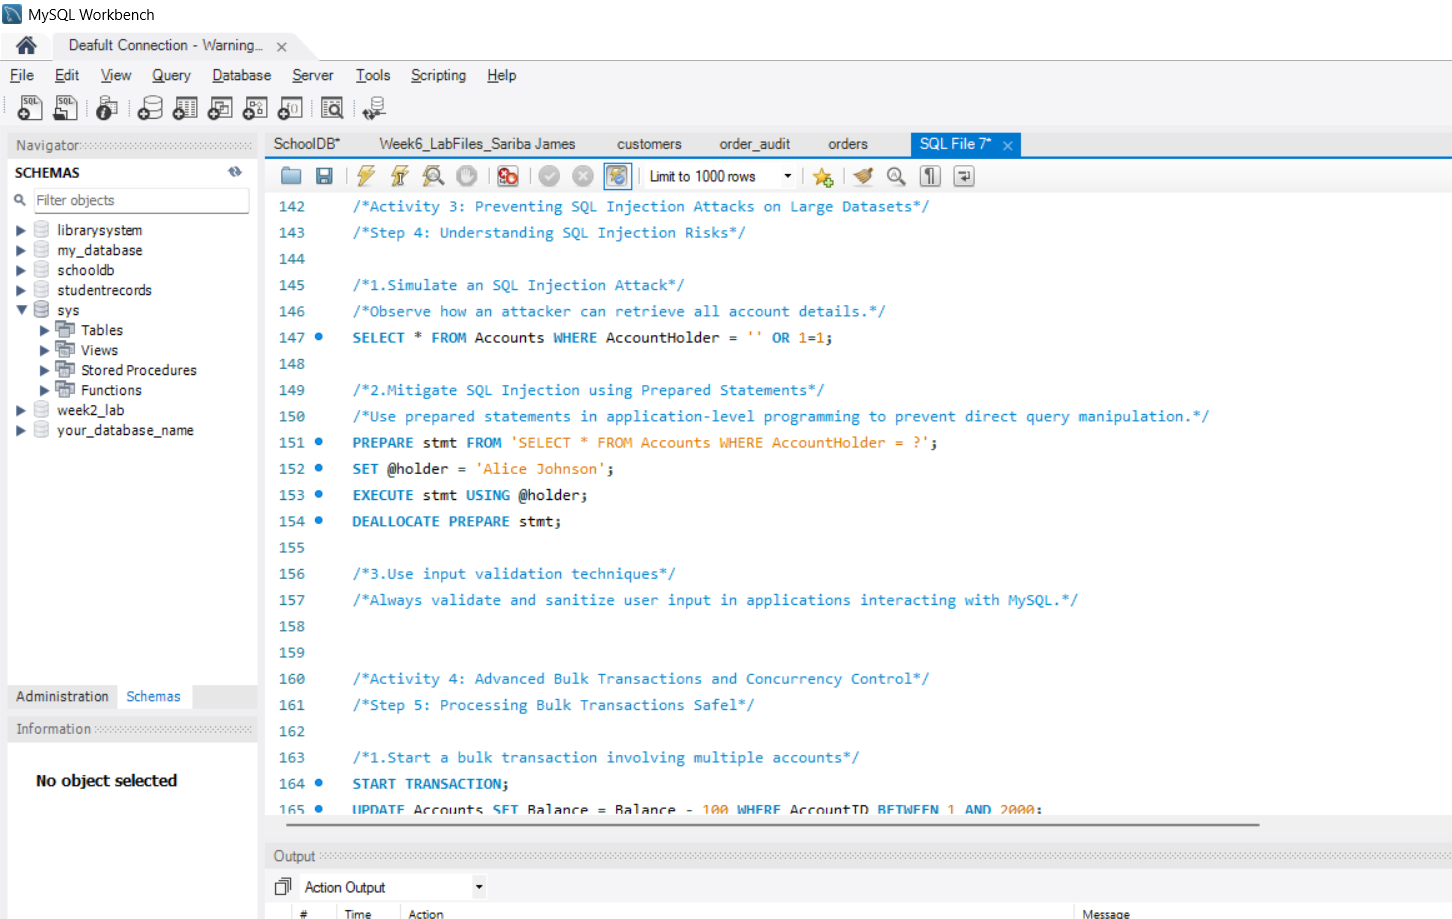 MySQL Workbench
Deafult Connection - Warning...
File Edit View Query Database Server Tools Scripting Help
Navigator
SCHEMAS
Filter objects
librarysystem
my_database
schooldb
studentrecords
sys
Tables
Views
Stored Procedures
Functions
week2_lab
your_database_name
Administration Schemas
Information
No object selected
SchoolDB* Week6_LabFiles_Sariba James customers order_audit orders SQL File 7*
Limit to 1000 rows
142 /*Activity 3: Preventing SQL Injection Attacks on Large Datasets*/
143 /*Step 4: Understanding SQL Injection Risks*/
144
145 /*1.Simulate an SQL Injection Attack*/
146 /*Observe how an attacker can retrieve all account details.*/
147 SELECT * FROM Accounts WHERE AccountHolder = '' OR 1=1;
148
149 /*2.Mitigate SQL Injection using Prepared Statements*/
150 /*Use prepared statements in application-level programming to prevent direct query manipulation.*/
151 PREPARE stmt FROM 'SELECT * FROM Accounts WHERE AccountHolder = ?';
152 SET @holder = 'Alice Johnson';
153 EXECUTE stmt USING @holder;
154 DEALLOCATE PREPARE stmt;
155
156 /*3.Use input validation techniques*/
157 /*Always validate and sanitize user input in applications interacting with MySQL.*/
158
159
160 /*Activity 4: Advanced Bulk Transactions and Concurrency Control*/
161 /*Step 5: Processing Bulk Transactions Safel*/
162
163 /*1.Start a bulk transaction involving multiple accounts*/
164 START TRANSACTION;
165 UPDATE Accounts SET Balance = Balance - 100 WHERE AccountID BETWEEN 1 AND 2000;
Output
Action Output
# Time Action Message